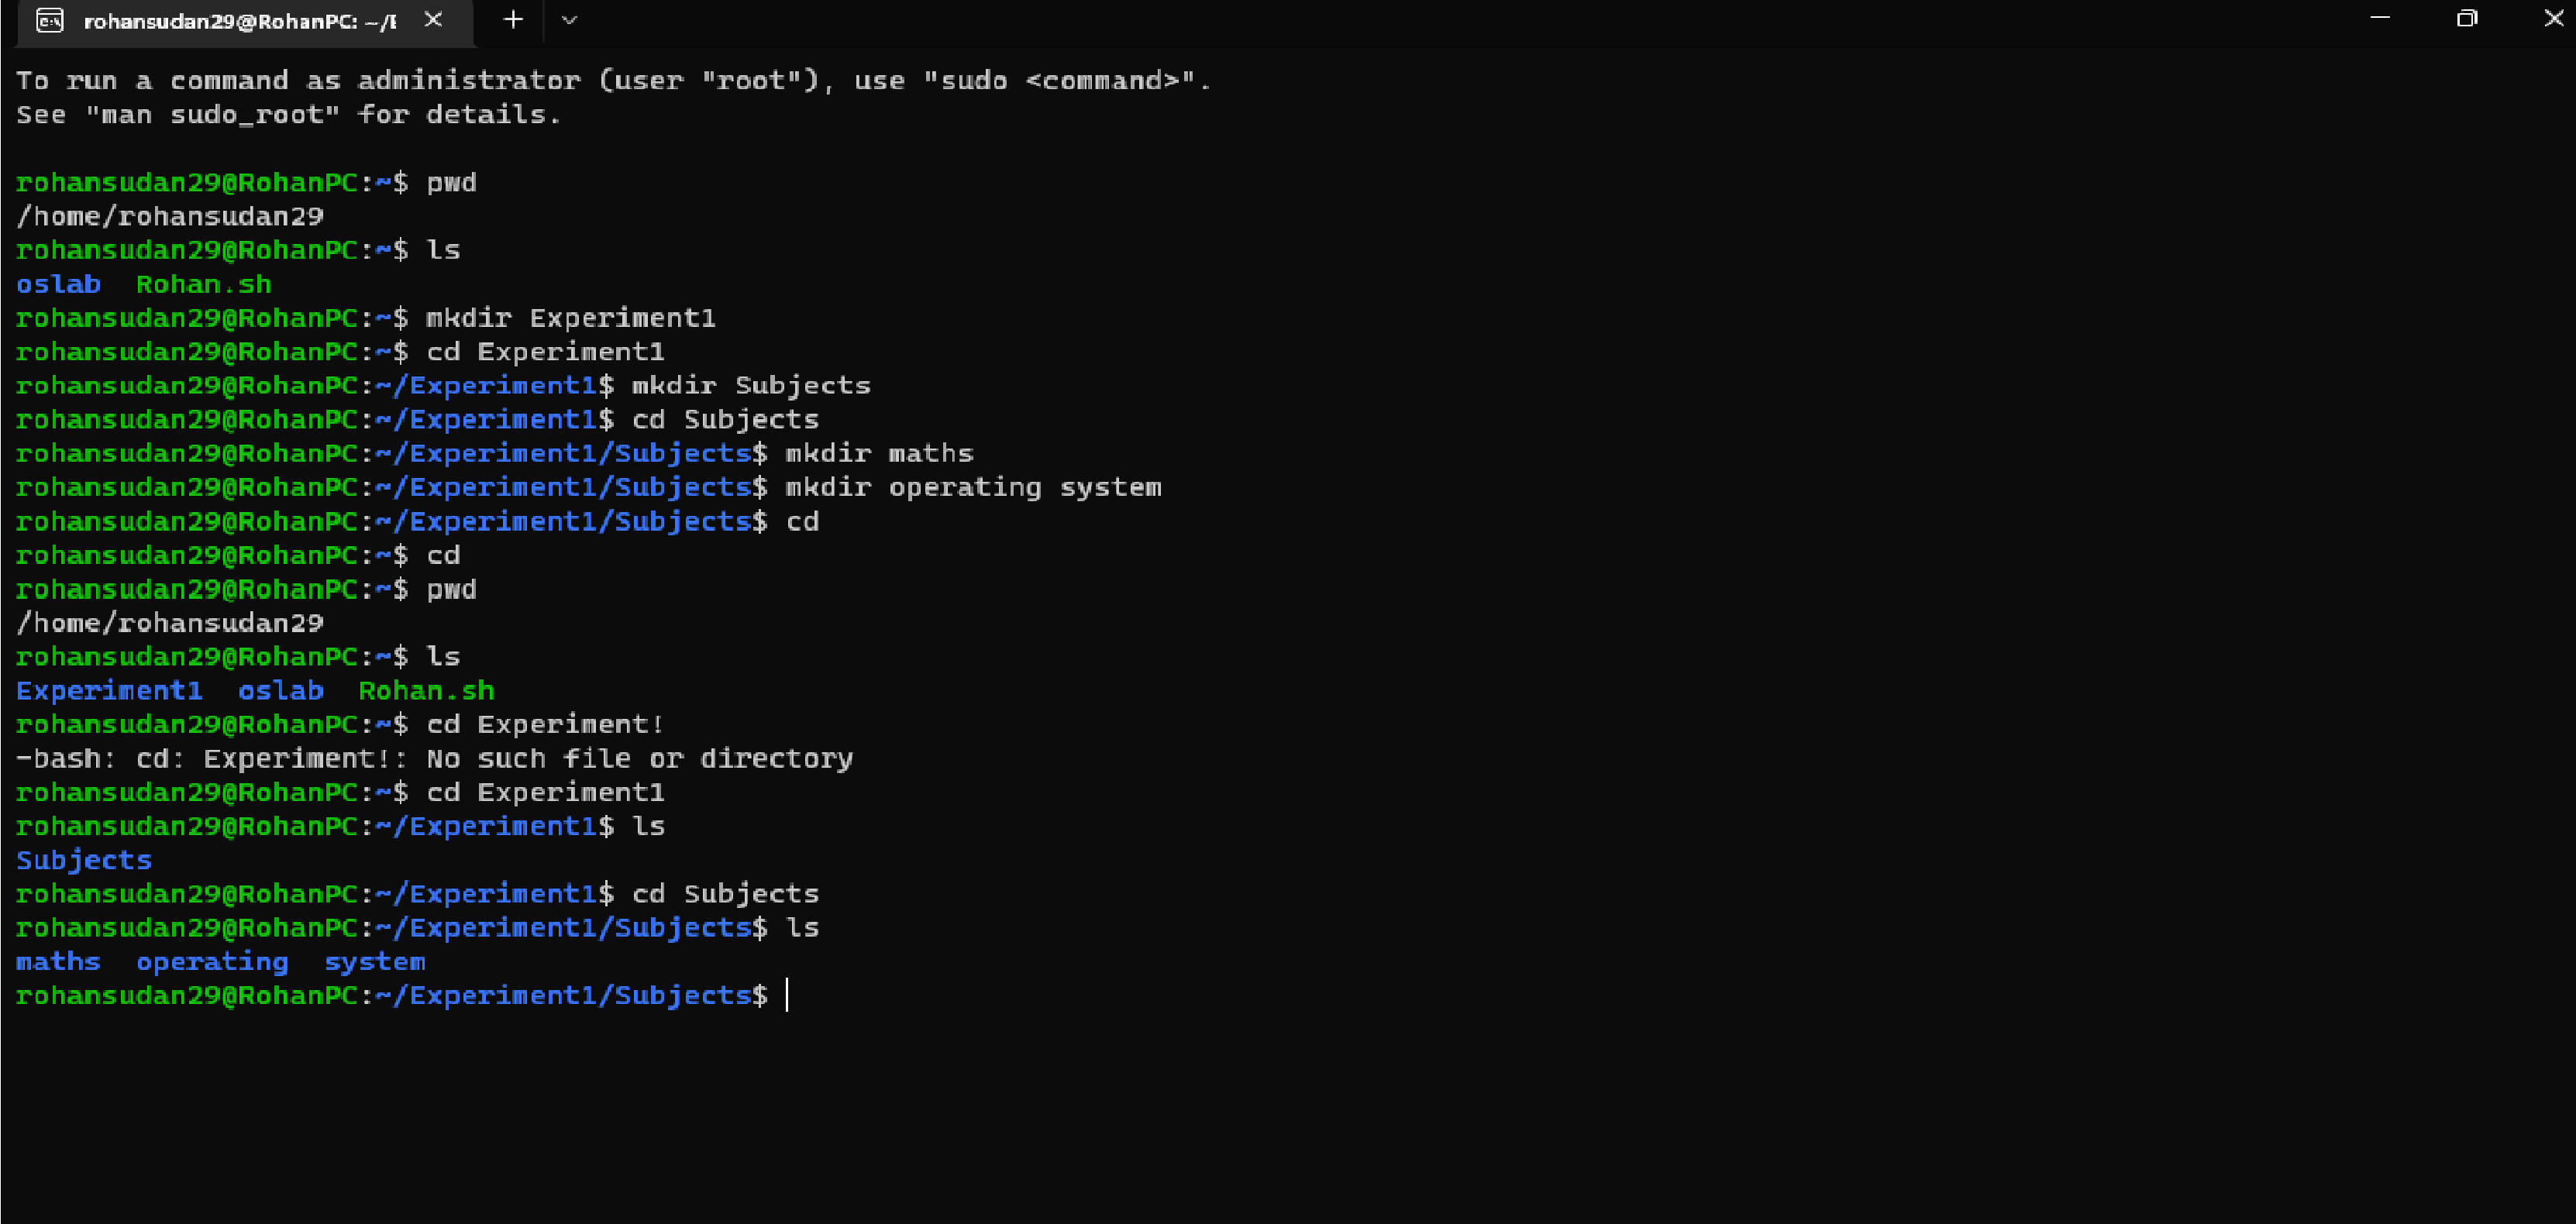 rohansudan29@RohanPC: ~/E
To run a command as administrator (user "root"), use "sudo <command>".
See "man sudo_root" for details.
rohansudan29@RohanPC:~$ pwd
/home/rohansudan29
rohansudan29@RohanPC:~$ ls
oslab  Rohan.sh
rohansudan29@RohanPC:~$ mkdir Experiment1
rohansudan29@RohanPC:~$ cd Experiment1
rohansudan29@RohanPC:~/Experiment1$ mkdir Subjects
rohansudan29@RohanPC:~/Experiment1$ cd Subjects
rohansudan29@RohanPC:~/Experiment1/Subjects$ mkdir maths
rohansudan29@RohanPC:~/Experiment1/Subjects$ mkdir operating system
rohansudan29@RohanPC:~/Experiment1/Subjects$ cd
rohansudan29@RohanPC:~$ cd
rohansudan29@RohanPC:~$ pwd
/home/rohansudan29
rohansudan29@RohanPC:~$ ls
Experiment1  oslab  Rohan.sh
rohansudan29@RohanPC:~$ cd Experiment!
-bash: cd: Experiment!: No such file or directory
rohansudan29@RohanPC:~$ cd Experiment1
rohansudan29@RohanPC:~/Experiment1$ ls
Subjects
rohansudan29@RohanPC:~/Experiment1$ cd Subjects
rohansudan29@RohanPC:~/Experiment1/Subjects$ ls
maths  operating  system
rohansudan29@RohanPC:~/Experiment1/Subjects$